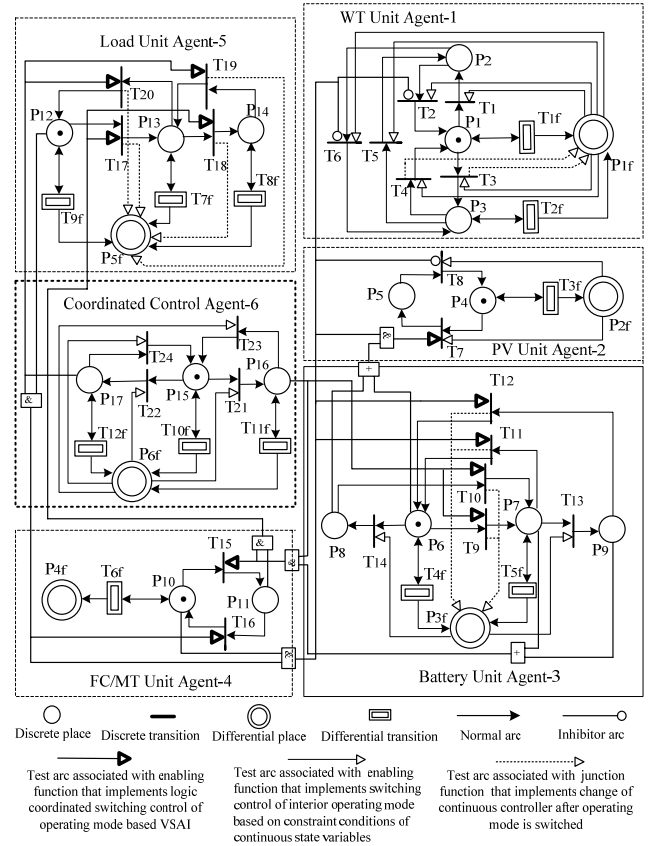 Load Unit Agent-5
T19
T20
P12
P13
P14
T17
T18
T9f
T7f
T8f
P5f
WT Unit Agent-1
P2
T2
T1
T6
T5
P1
T1f
P1f
T4
T3
P3
T2f
T8
P5
P4
T3f
P2f
T7
&
PV Unit Agent-2
+
Coordinated Control Agent-6
T23
T24
P16
P17
P15
T22
T21
&
T12f
P6f
T10f
T11f
T12
T11
T10
P7
T13
P8
P6
T9
P9
T14
T4f
T5f
P3f
+
Battery Unit Agent-3
&
T15
&
P4f
T6f
P10
P11
T16
&
FC/MT Unit Agent-4
Discrete place
Discrete transition
Differential place
Differential transition
Normal arc
Inhibitor arc
Test arc associated with enabling
function that implements logic
coordinated switching control of
operating mode based VSAI
Test arc associated with enabling
function that implements switching
control of interior operating mode
based on constraint conditions of
continuous state variables
Test arc associated with junction
function that implements change of
continuous controller after operating
mode is switched